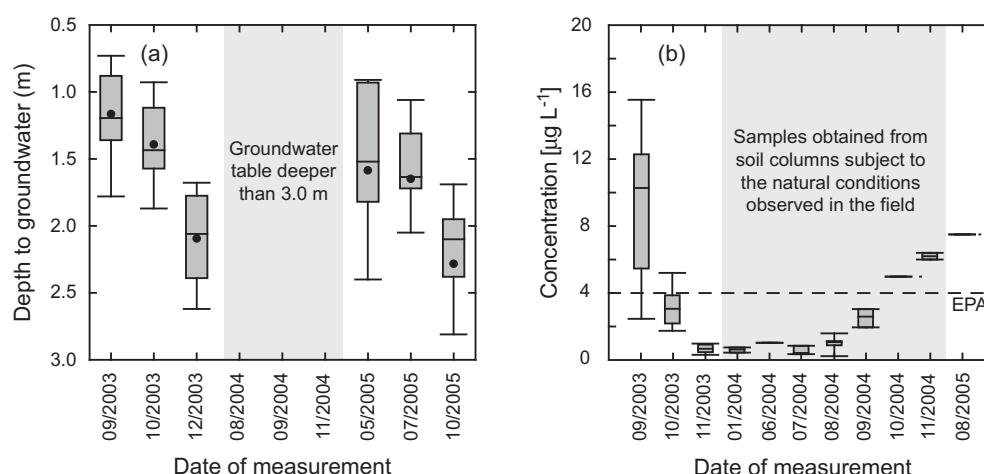 (a)
Depth to groundwater (m)
0.5
1.0
1.5
2.0
2.5
3.0
Groundwater
table deeper
than 3.0 m
09/2003
10/2003
12/2003
08/2004
09/2004
11/2004
05/2005
07/2005
10/2005
Date of measurement
(b)
Concentration [µg L-1]
20
16
12
8
4
0
Samples obtained from
soil columns subject to
the natural conditions
observed in the field
EPA
09/2003
10/2003
11/2003
01/2004
06/2004
07/2004
08/2004
09/2004
10/2004
11/2004
08/2005
Date of measurement